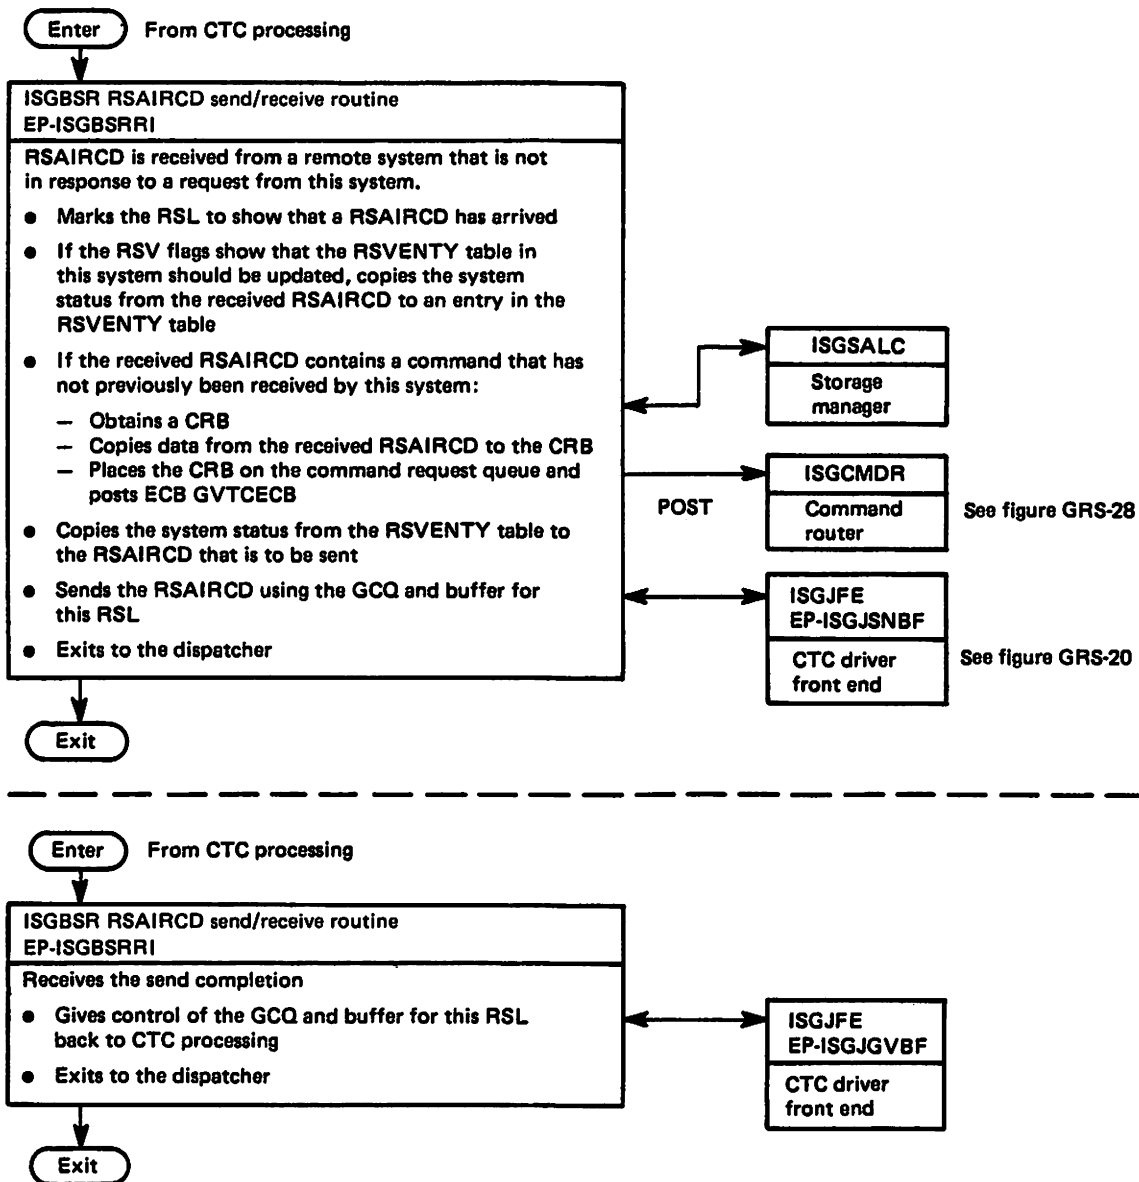 Enter From CTC processing
ISGBSR RSAIRCD send/receive routine
EP-ISGBSRRI
RSAIRCD is received from a remote system that is not
in response to a request from this system.
● Marks the RSL to show that a RSAIRCD has arrived
● If the RSV flags show that the RSVENTY table in
this system should be updated, copies the system
status from the received RSAIRCD to an entry in the
RSVENTY table
● If the received RSAIRCD contains a command that has
not previously been received by this system:
— Obtains a CRB
— Copies data from the received RSAIRCD to the CRB
— Places the CRB on the command request queue and
posts ECB GVTCECB
● Copies the system status from the RSVENTY table to
the RSAIRCD that is to be sent
● Sends the RSAIRCD using the GCQ and buffer for
this RSL
● Exits to the dispatcher
ISGSALC
Storage
manager
POST
ISGCMDR
Command
router
See figure GRS-28
ISGJFE
EP-ISGJSNBF
CTC driver
front end
See figure GRS-20
Exit
Enter From CTC processing
ISGBSR RSAIRCD send/receive routine
EP-ISGBSRRI
Receives the send completion
● Gives control of the GCQ and buffer for this RSL
back to CTC processing
● Exits to the dispatcher
ISGJFE
EP-ISGJGVBF
CTC driver
front end
Exit